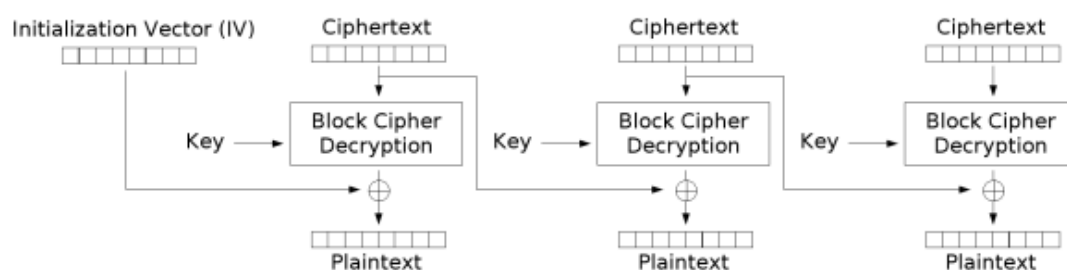 Initialization Vector (IV)
Ciphertext
Ciphertext
Ciphertext
Key
Block Cipher
Decryption
Key
Block Cipher
Decryption
Key
Block Cipher
Decryption
Plaintext
Plaintext
Plaintext